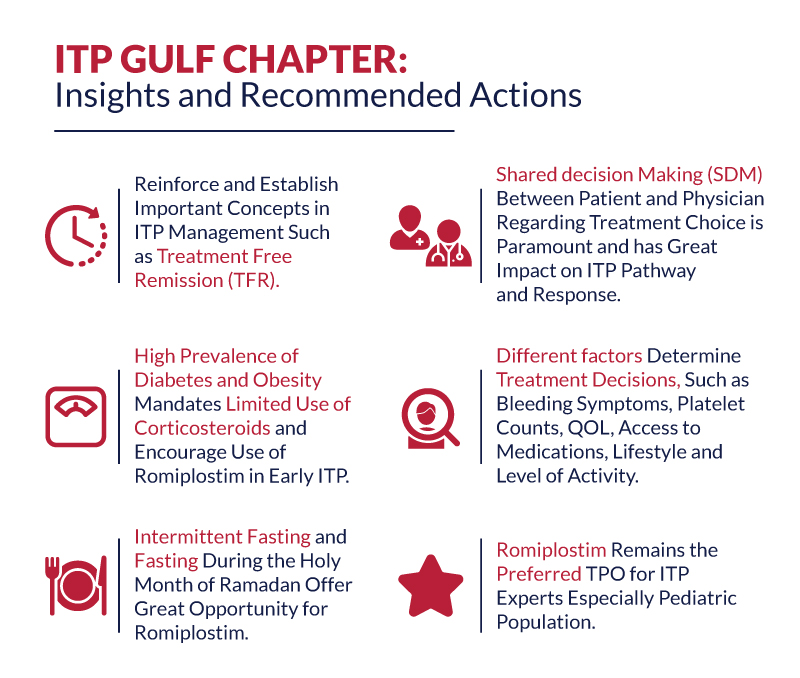 ITP GULF CHAPTER:
Insights and Recommended Actions
Reinforce and Establish
Important Concepts in
ITP Management Such
as Treatment Free
Remission (TFR).
Shared decision Making (SDM)
Between Patient and Physician
Regarding Treatment Choice is
Paramount and has Great
Impact on ITP Pathway
and Response.
High Prevalence of
Diabetes and Obesity
Mandates Limited Use of
Corticosteroids and
Encourage Use of
Romiplostim in Early ITP.
Different factors Determine
Treatment Decisions, Such as
Bleeding Symptoms, Platelet
Counts, QOL, Access to
Medications, Lifestyle and
Level of Activity.
Intermittent Fasting and
Fasting During the Holy
Month of Ramadan Offer
Great Opportunity for
Romiplostim.
Romiplostim Remains the
Preferred TPO for ITP
Experts Especially Pediatric
Population.